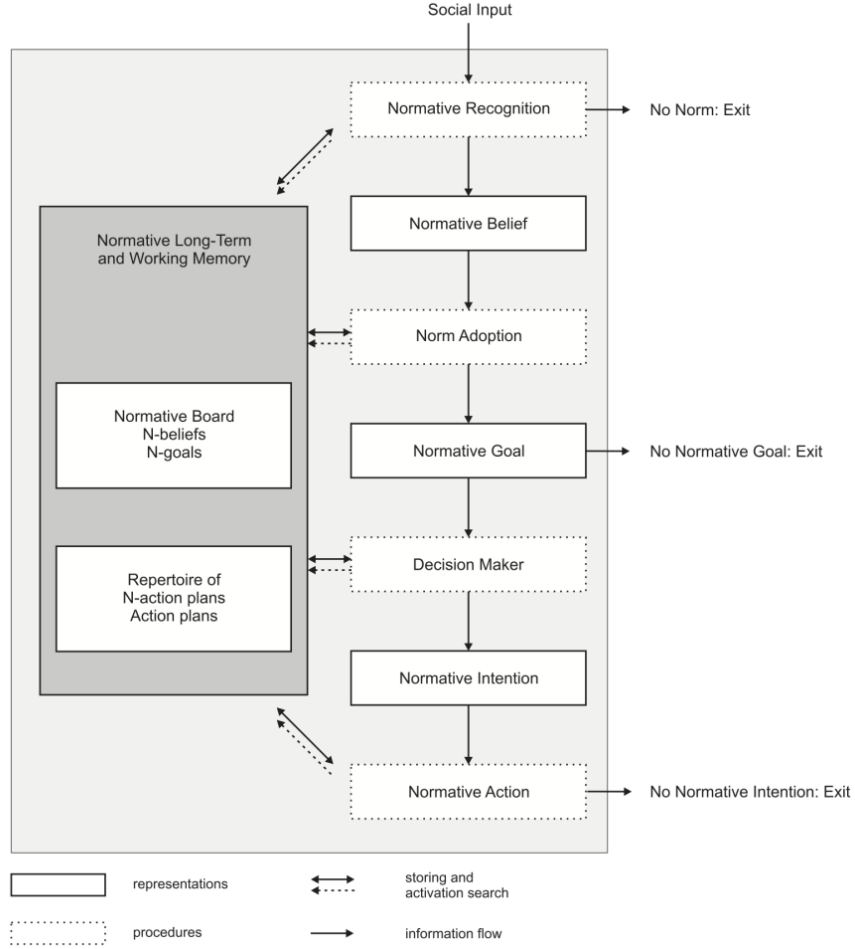 Social Input
Normative Recognition
No Norm: Exit
Normative Belief
Normative Long-Term
and Working Memory
Norm Adoption
Normative Board
N-beliefs
N-goals
Normative Goal
No Normative Goal: Exit
Decision Maker
Repertoire of
N-action plans
Action plans
Normative Intention
Normative Action
No Normative Intention: Exit
representations
storing and
activation search
procedures
information flow